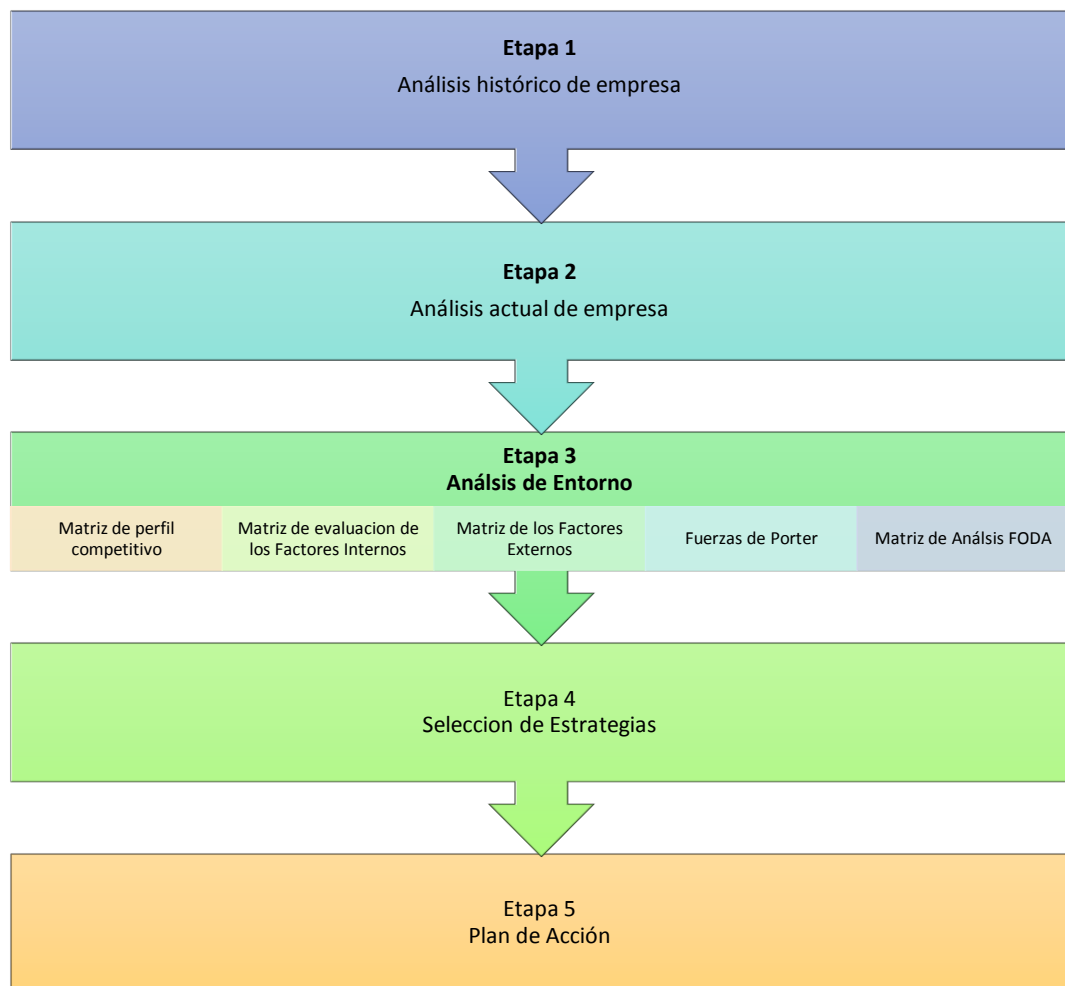 Etapa 1
Análisis histórico de empresa
Etapa 2
Análisis actual de empresa
Etapa 3
Análsis de Entorno
Matriz de perfil
competitivo
Matriz de evaluacion de
los Factores Internos
Matriz de los Factores
Externos
Fuerzas de Porter
Matriz de Análsis FODA
Etapa 4
Seleccion de Estrategias
Etapa 5
Plan de Acción